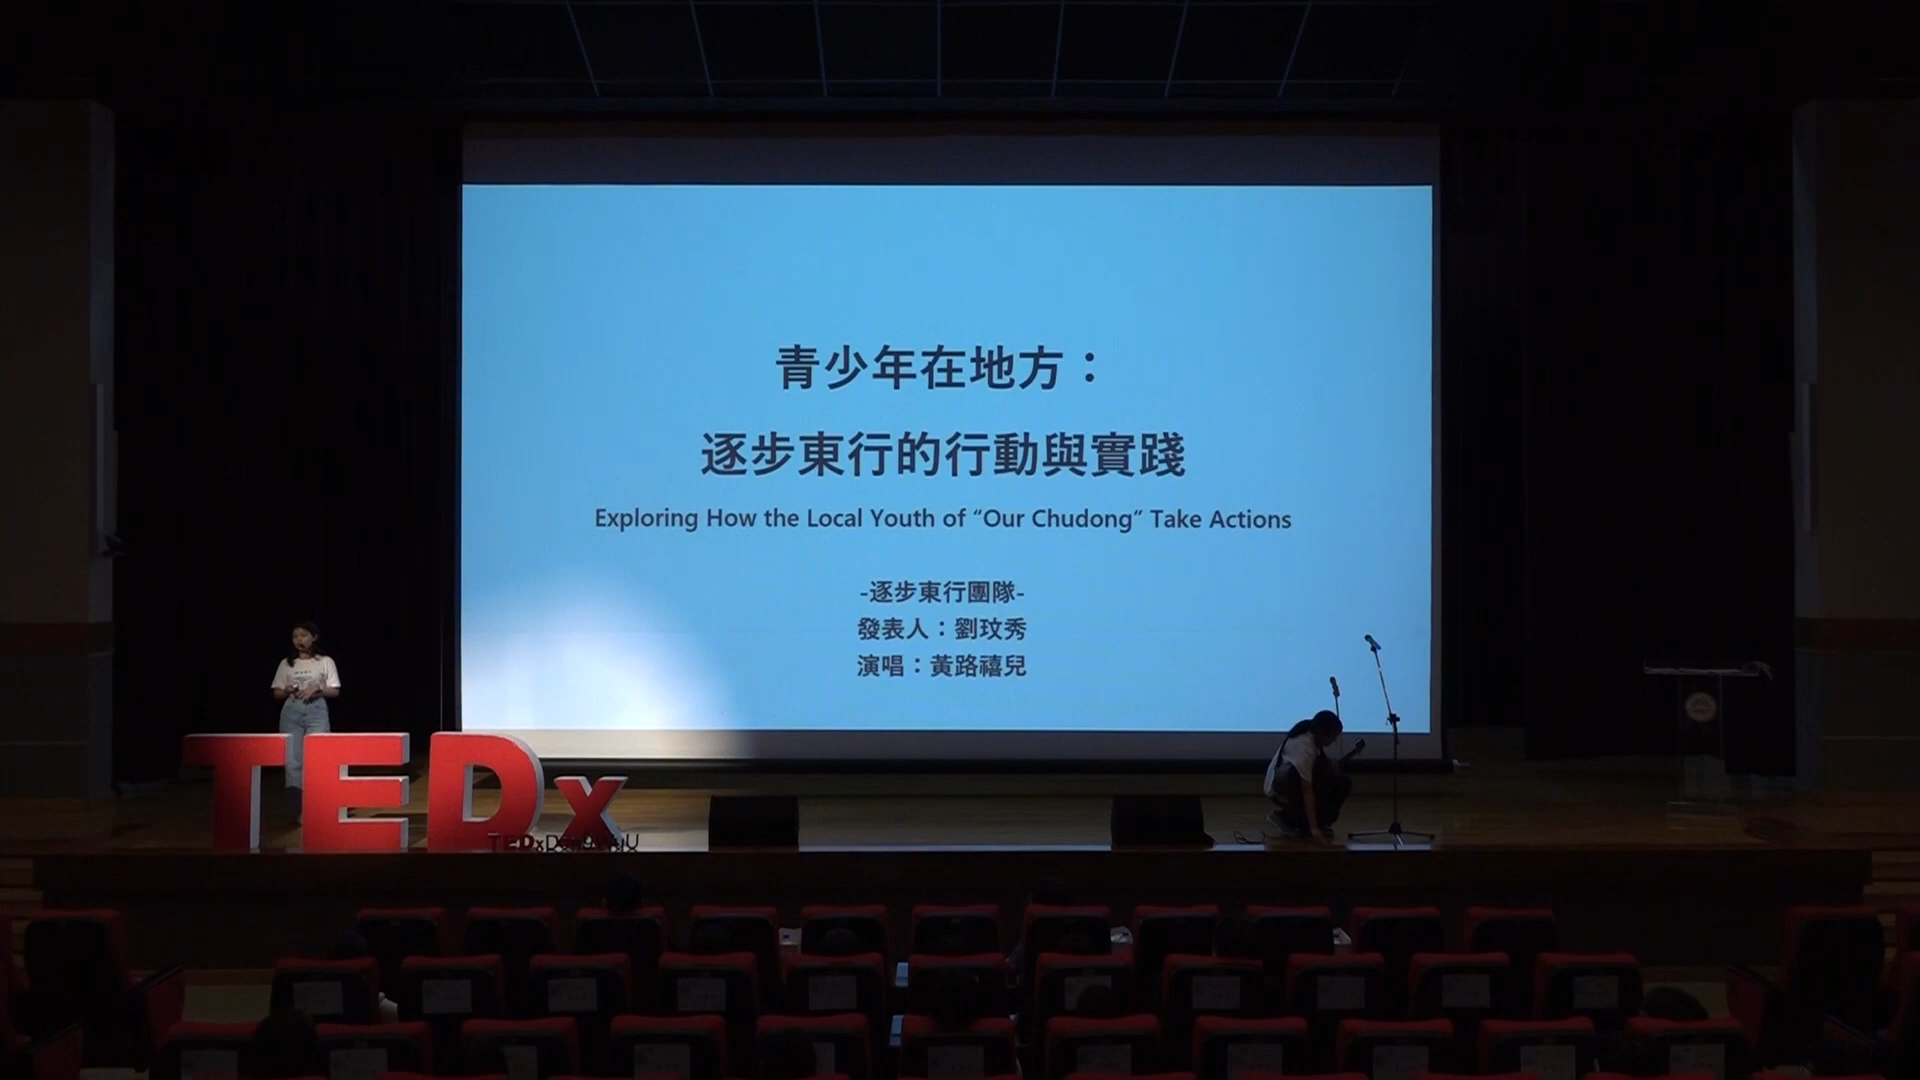 青少年在地方：
逐步東行的行動與實踐
Exploring How the Local Youth of “Our Chudong” Take Actions
-逐步東行團隊-
發表人：劉玟秀
演唱：黃路禧兒
TEDx